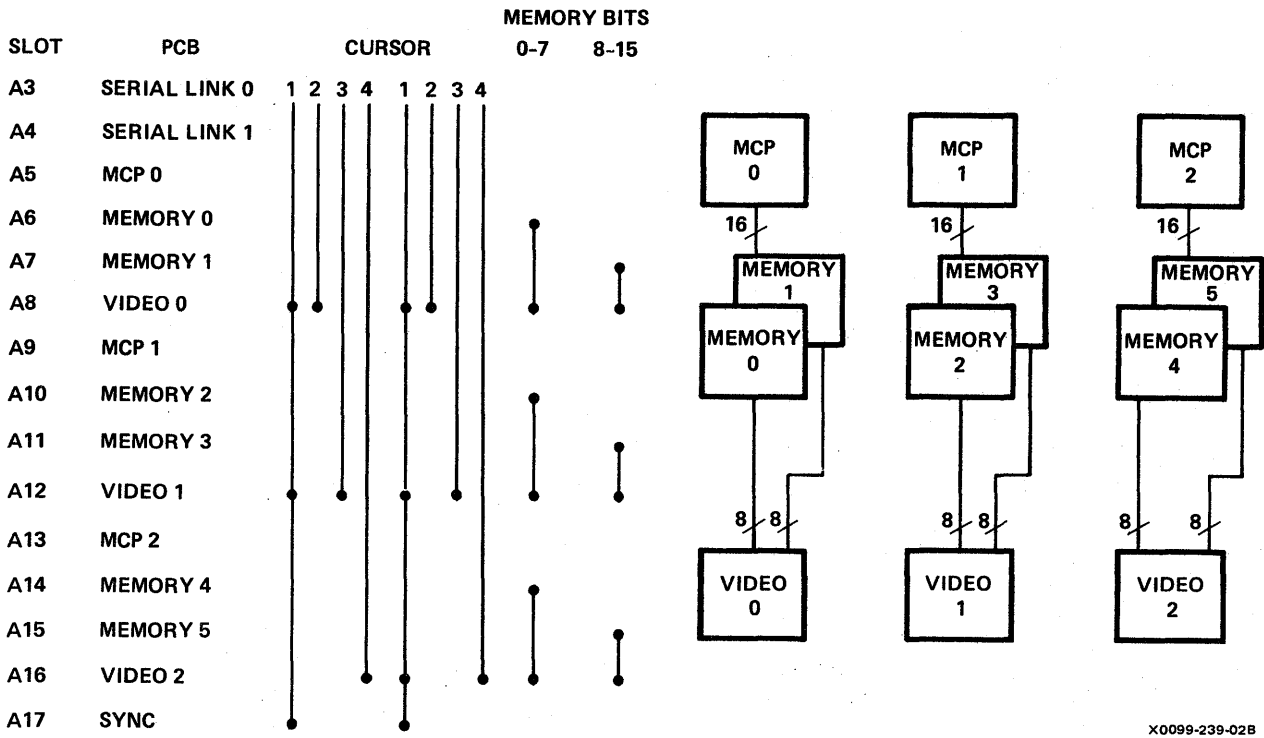 MEMORY BITS
SLOT PCB CURSOR 0-7 8-15
A3 SERIAL LINK 0 1 2 3 4 1 2 3 4
A4 SERIAL LINK 1
A5 MCP 0
A6 MEMORY 0
A7 MEMORY 1
A8 VIDEO 0
A9 MCP 1
A10 MEMORY 2
A11 MEMORY 3
A12 VIDEO 1
A13 MCP 2
A14 MEMORY 4
A15 MEMORY 5
A16 VIDEO 2
A17 SYNC
MCP
0
16
MEMORY
1
MEMORY
0
8 8
VIDEO
0
MCP
1
16
MEMORY
3
MEMORY
2
8 8
VIDEO
1
MCP
2
16
MEMORY
5
MEMORY
4
8 8
VIDEO
2
X0099-239-02B